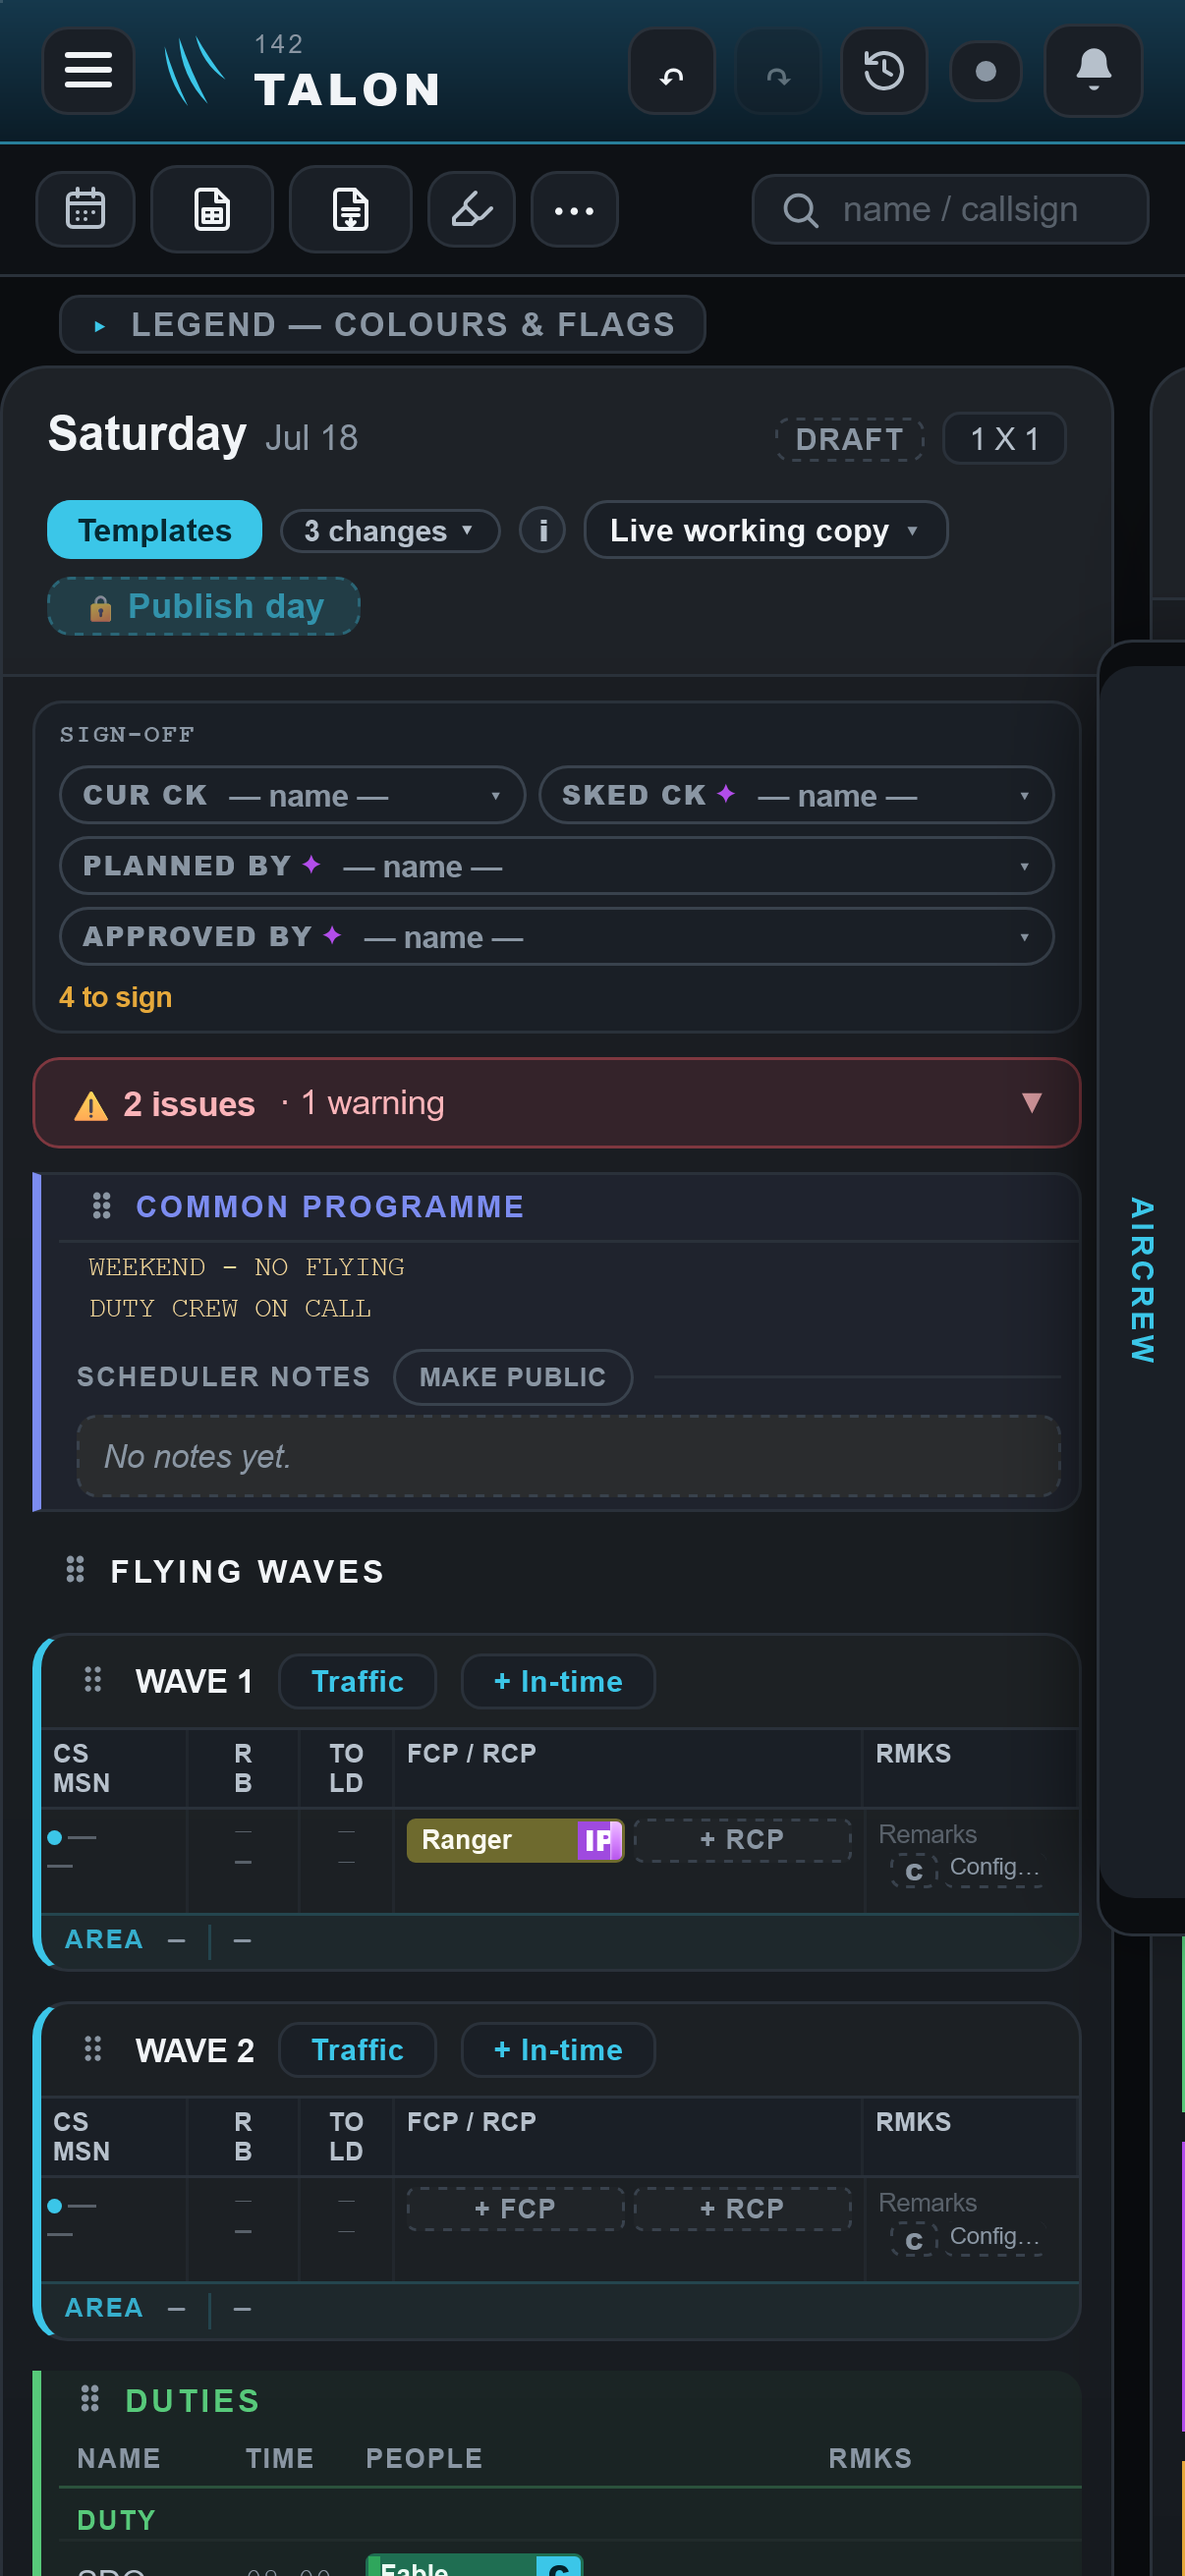 142
TALON
name / callsign
LEGEND — COLOURS & FLAGS
Saturday Jul 18 DRAFT 1 X 1
Templates 3 changes i Live working copy
Publish day
SIGN-OFF
CUR CK — name — SKED CK — name —
PLANNED BY — name —
APPROVED BY — name —
4 to sign
2 issues · 1 warning
COMMON PROGRAMME
WEEKEND - NO FLYING
DUTY CREW ON CALL
SCHEDULER NOTES MAKE PUBLIC
No notes yet.
AIRCREW
FLYING WAVES
WAVE 1 Traffic + In-time
CS R TO FCP / RCP RMKS
MSN B LD
— — — Ranger IP + RCP Remarks
— — — C Config...
AREA — | —
WAVE 2 Traffic + In-time
CS R TO FCP / RCP RMKS
MSN B LD
— — — + FCP + RCP Remarks
— — — C Config...
AREA — | —
DUTIES
NAME TIME PEOPLE RMKS
DUTY
Fable